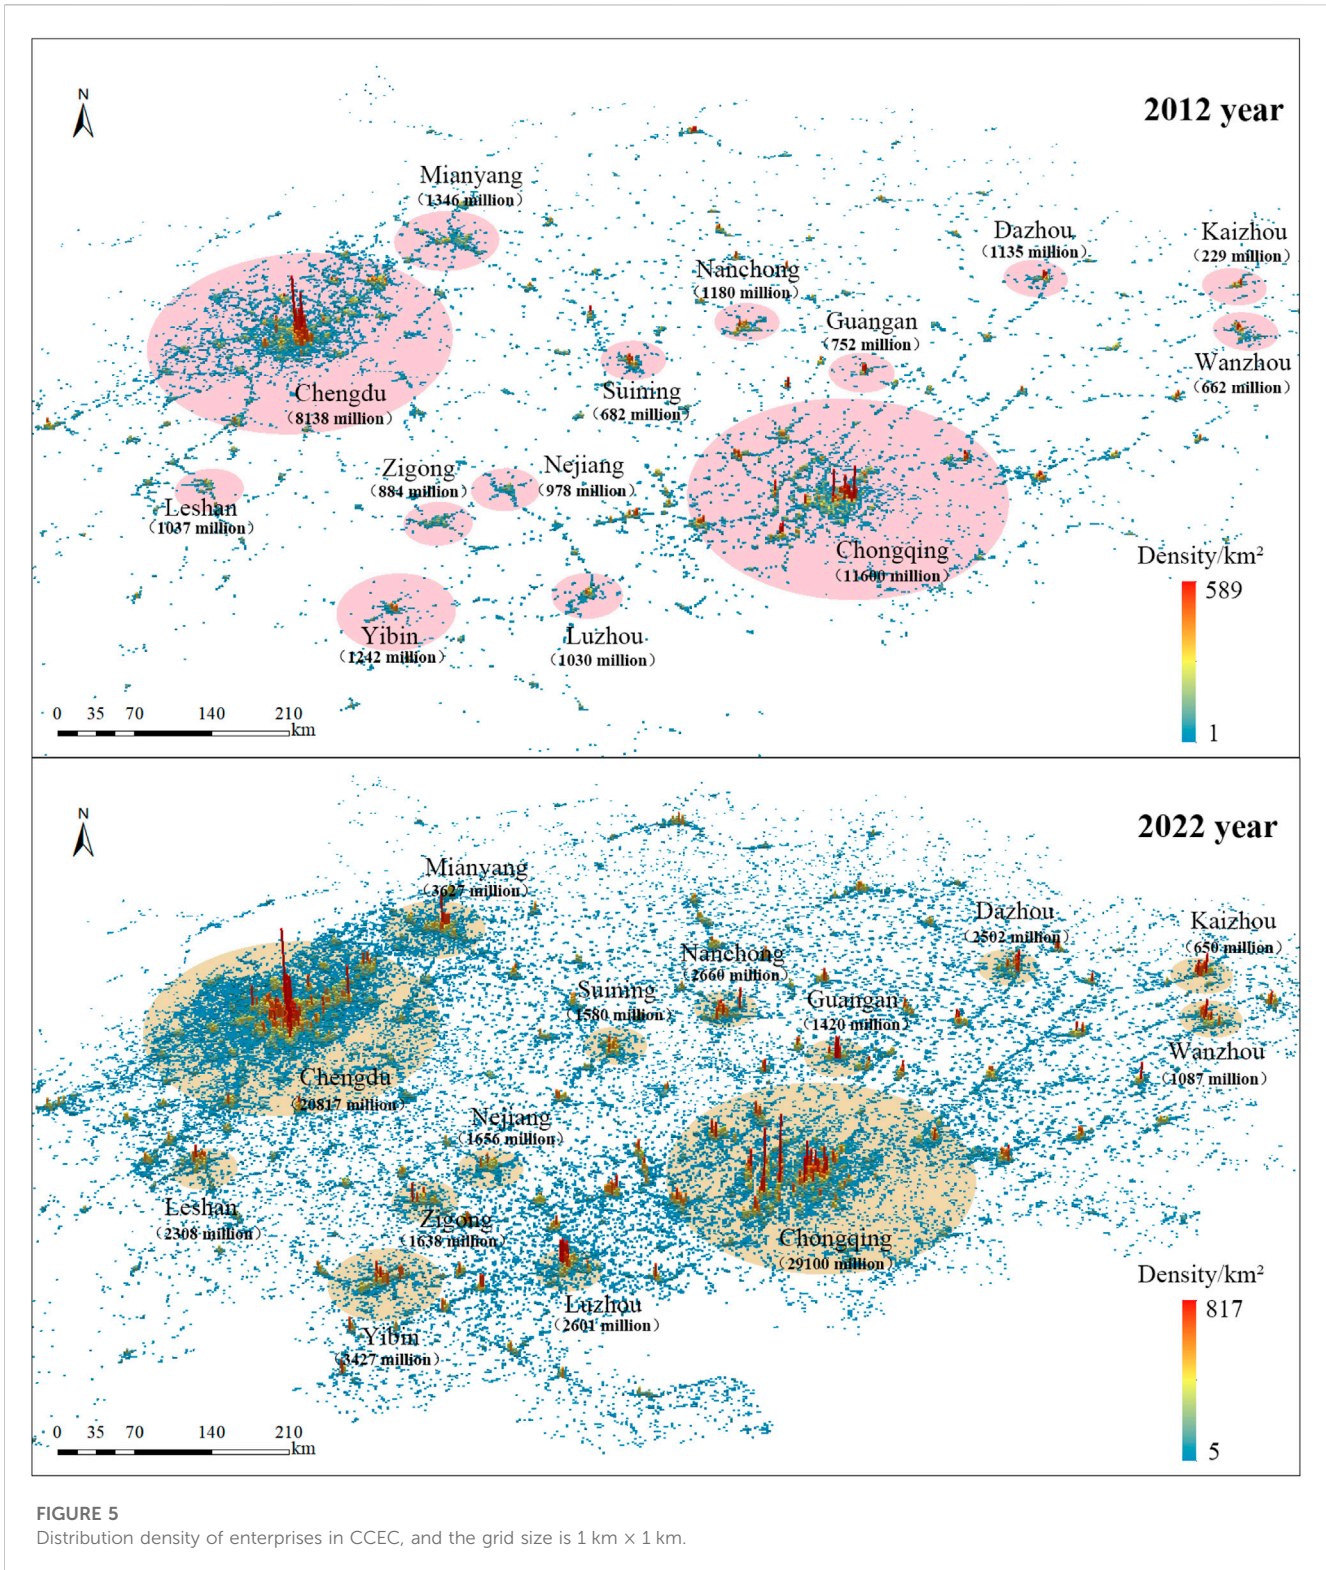 N
2012 year
Mianyang
（1346 million）
Dazhou
（1135 million）
Kaizhou
（229 million）
Nanchong
（1180 million）
Guangan
（752 million）
Wanzhou
（662 million）
Chengdu
（8138 million）
Suining
（682 million）
Zigong
（884 million）
Nejiang
（978 million）
Leshan
（1037 million）
Chongqing
（11600 million）
Yibin
（1242 million）
Luzhou
（1030 million）
Density/km²
589
1
0 35 70 140 210
km
N
2022 year
Mianyang
（3627 million）
Dazhou
（2502 million）
Kaizhou
（650 million）
Nanchong
（2660 million）
Suining
（1580 million）
Guangan
（1420 million）
Wanzhou
（1087 million）
Chengdu
（20817 million）
Nejiang
（1656 million）
Leshan
（2308 million）
Zigong
（1638 million）
Chongqing
（29100 million）
Luzhou
（2601 million）
Yibin
（3427 million）
Density/km²
817
5
0 35 70 140 210
km
FIGURE 5
Distribution density of enterprises in CCEC, and the grid size is 1 km × 1 km.